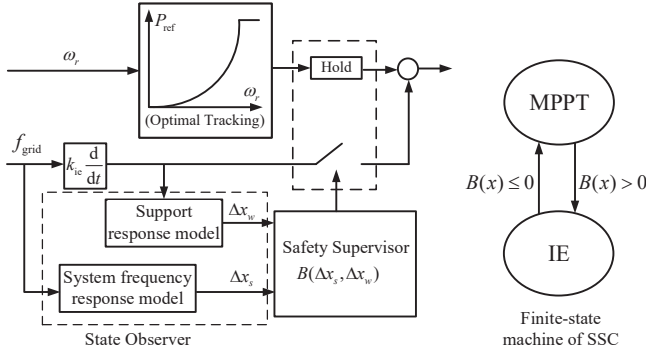 P_ref
ω_r
ω_r
(Optimal Tracking)
Hold
f_grid
k_ie d/dt
Support
response model
Δx_w
System frequency
response model
Δx_s
State Observer
Safety Supervisor
B(Δx_s, Δx_w)
MPPT
B(x) ≤ 0
B(x) > 0
IE
Finite-state
machine of SSC